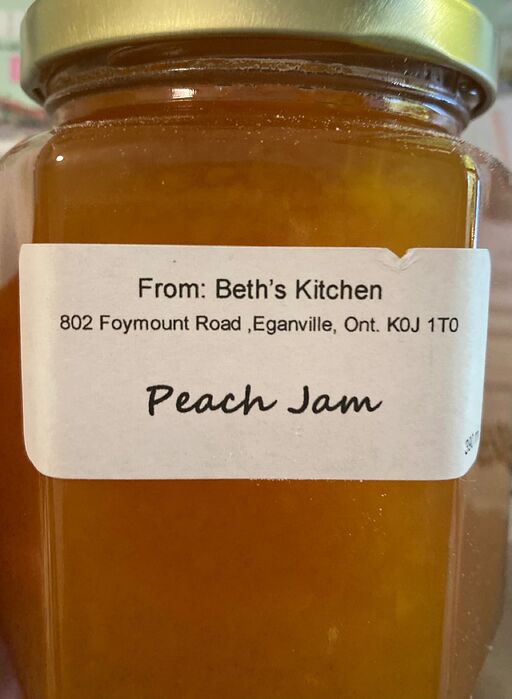 From: Beth's Kitchen
802 Foymount Road ,Eganville, Ont. K0J 1T0
Peach Jam